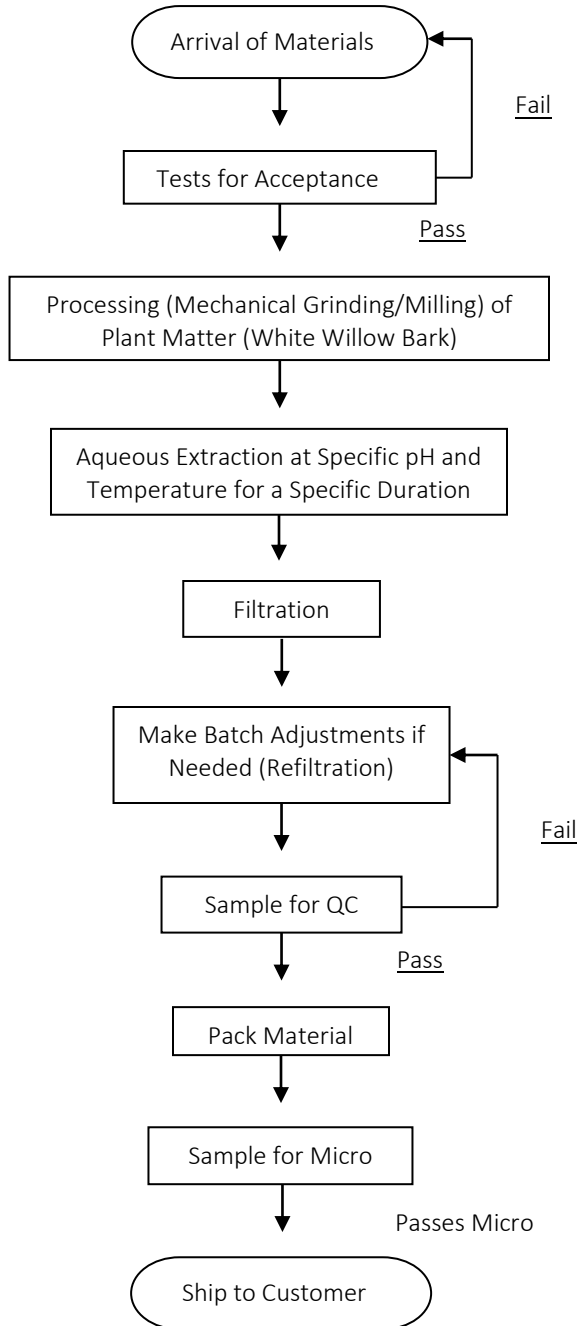 Arrival of Materials
Fail
Tests for Acceptance
Pass
Processing (Mechanical Grinding/Milling) of
Plant Matter (White Willow Bark)
Aqueous Extraction at Specific pH and
Temperature for a Specific Duration
Filtration
Make Batch Adjustments if
Needed (Refiltration)
Fail
Sample for QC
Pass
Pack Material
Sample for Micro
Passes Micro
Ship to Customer